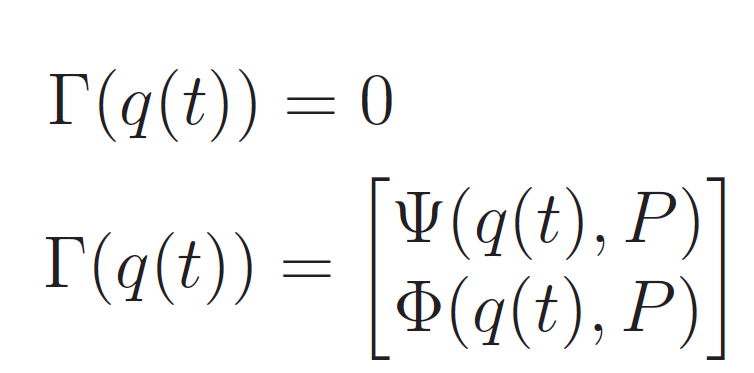 Γ(q(t)) = 0
Γ(q(t)) = [Ψ(q(t), P)
Φ(q(t), P)]